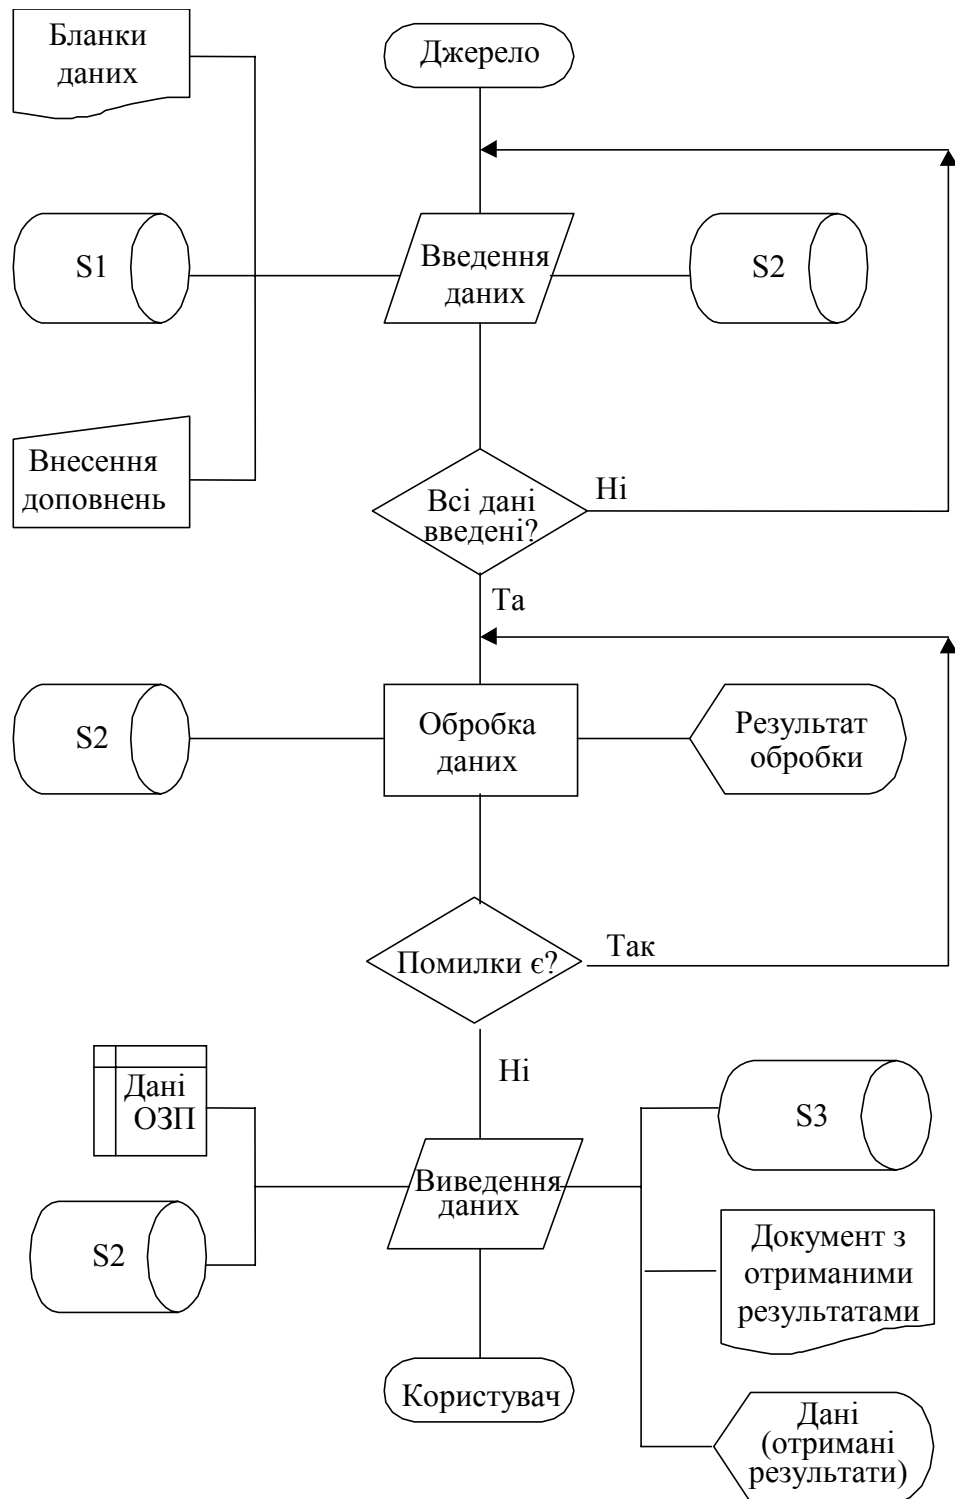 Бланки
даних
Джерело
S1
Введення
даних
S2
Внесення
доповнень
Всі дані
введені?
Ні
Та
S2
Обробка
даних
Результат
обробки
Помилки є?
Так
Ні
Дані
ОЗП
S2
Виведення
даних
S3
Документ з
отриманими
результатами
Користувач
Дані
(отримані
результати)